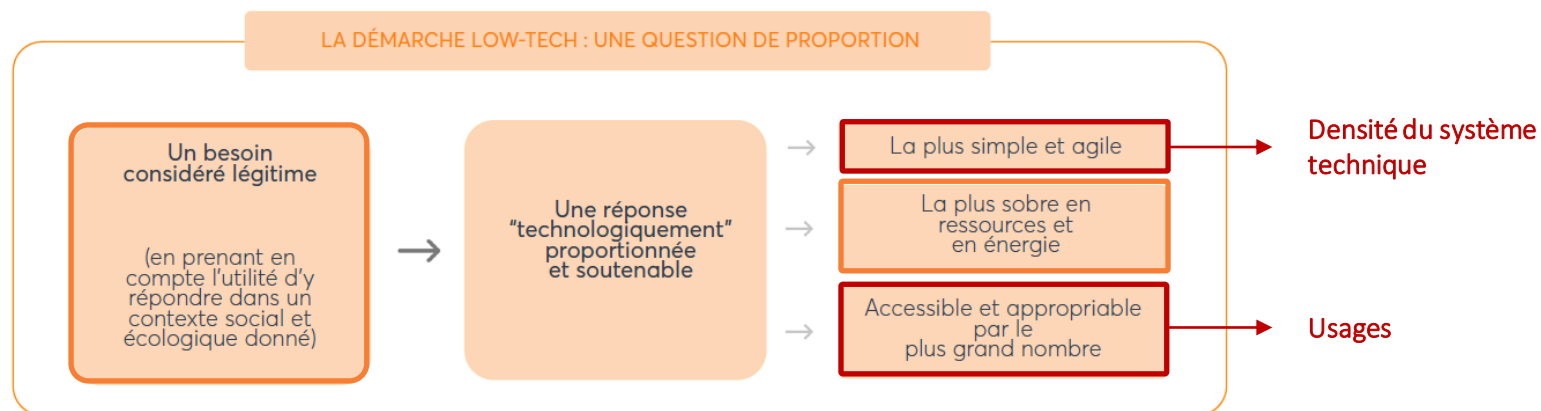 LA DÉMARCHE LOW-TECH : UNE QUESTION DE PROPORTION
Un besoin
considéré légitime
(en prenant en
compte l'utilité d'y
répondre dans un
contexte social et
écologique donné)
Une réponse
"technologiquement"
proportionnée
et soutenable
La plus simple et agile
La plus sobre en
ressources et
en énergie
Accessible et appropriable
par le
plus grand nombre
Densité du système
technique
Usages